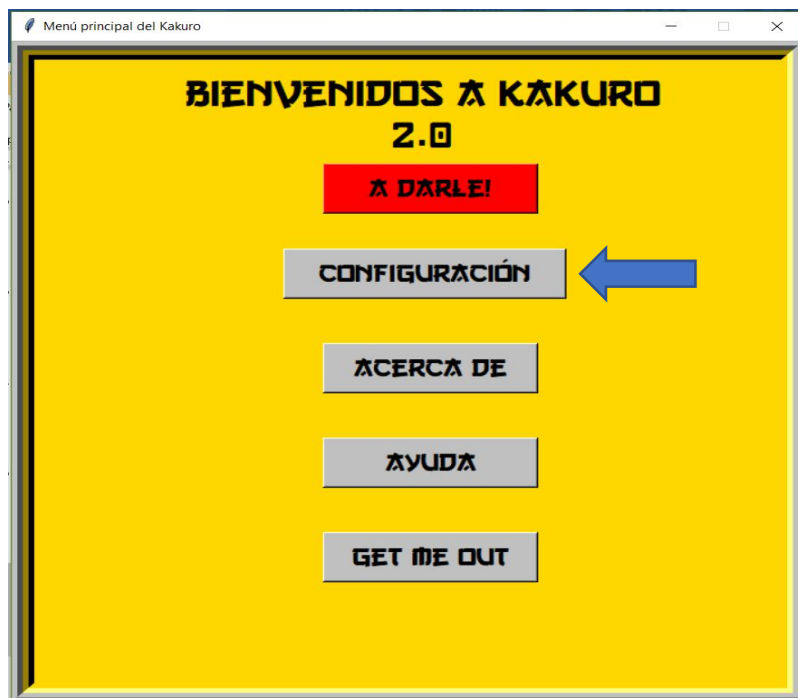 Menú principal del Kakuro
BIENVENIDOS A KAKURO
2.0
A DARLE!
CONFIGURACIÓN
ACERCA DE
AYUDA
GET ME OUT